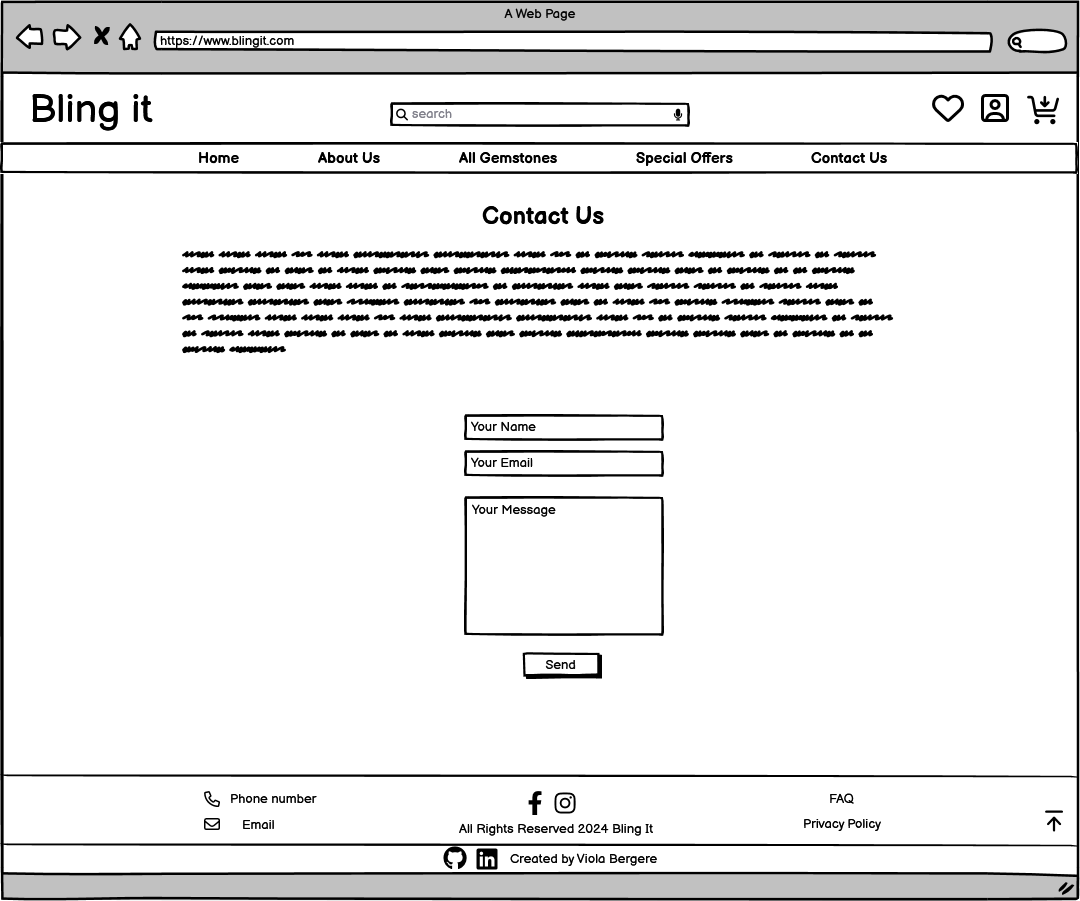 A Web Page
https://www.blingit.com
Bling it
search
Home About Us All Gemstones Special Offers Contact Us
Contact Us
Your Name
Your Email
Your Message
Send
Phone number
Email
All Rights Reserved 2024 Bling It
FAQ
Privacy Policy
Created by Viola Bergere